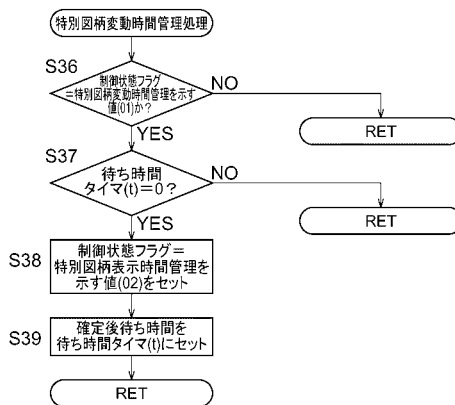 特別図柄変動時間管理処理
S36
制御状態フラグ
=特別図柄変動時間管理を示す
値(01)か?
NO
RET
YES
S37
待ち時間
タイマ(t)=0?
NO
RET
YES
S38
制御状態フラグ=
特別図柄表示時間管理を
示す値(02)をセット
S39
確定後待ち時間を
待ち時間タイマ(t)にセット
RET